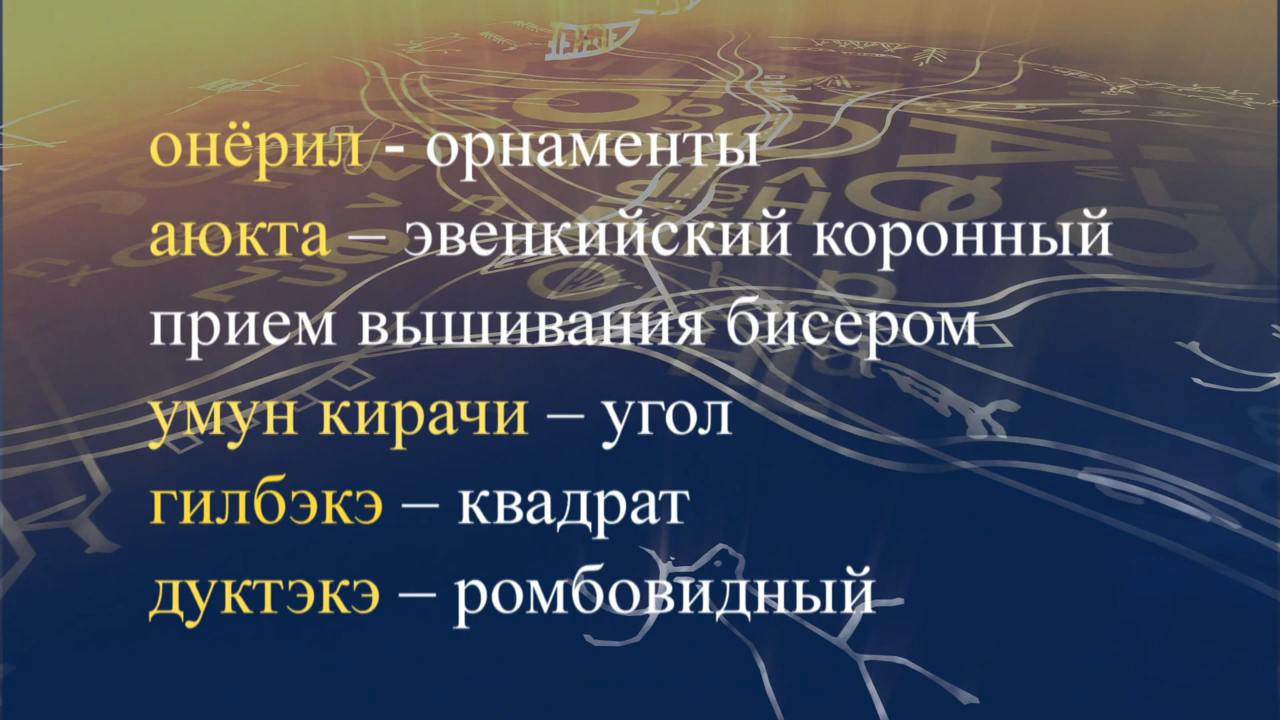 онёрил - орнаменты
аюкта – эвенкийский коронный
прием вышивания бисером
умун кирачи – угол
гилбэкэ – квадрат
дуктэкэ – ромбовидный